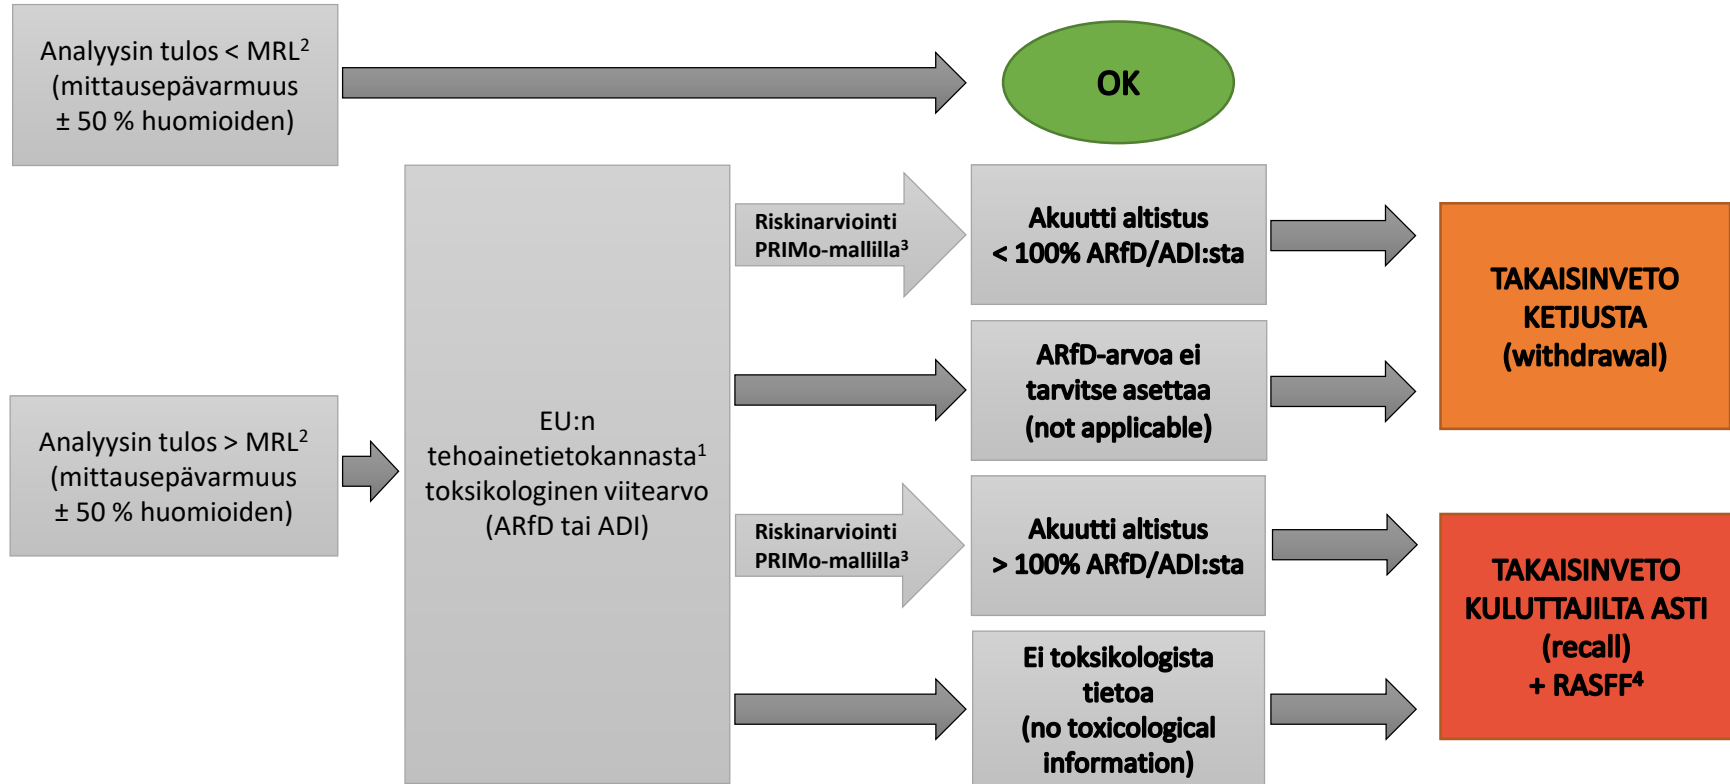 Analyysin tulos < MRL²
(mittausepävarmuus
± 50 % huomioiden)
OK
Analyysin tulos > MRL²
(mittausepävarmuus
± 50 % huomioiden)
EU:n
tehoainetietokannasta¹
toksikologinen viitearvo
(ARfD tai ADI)
Riskinarviointi
PRIMo-mallilla³
Akuutti altistus
< 100% ARfD/ADI:sta
ARfD-arvoa ei
tarvitse asettaa
(not applicable)
TAKAISINVETO
KETJUSTA
(withdrawal)
Riskinarviointi
PRIMo-mallilla³
Akuutti altistus
> 100% ARfD/ADI:sta
Ei toksikologista
tietoa
(no toxicological
information)
TAKAISINVETO
KULUTTAJILTA ASTI
(recall)
+ RASFF⁴